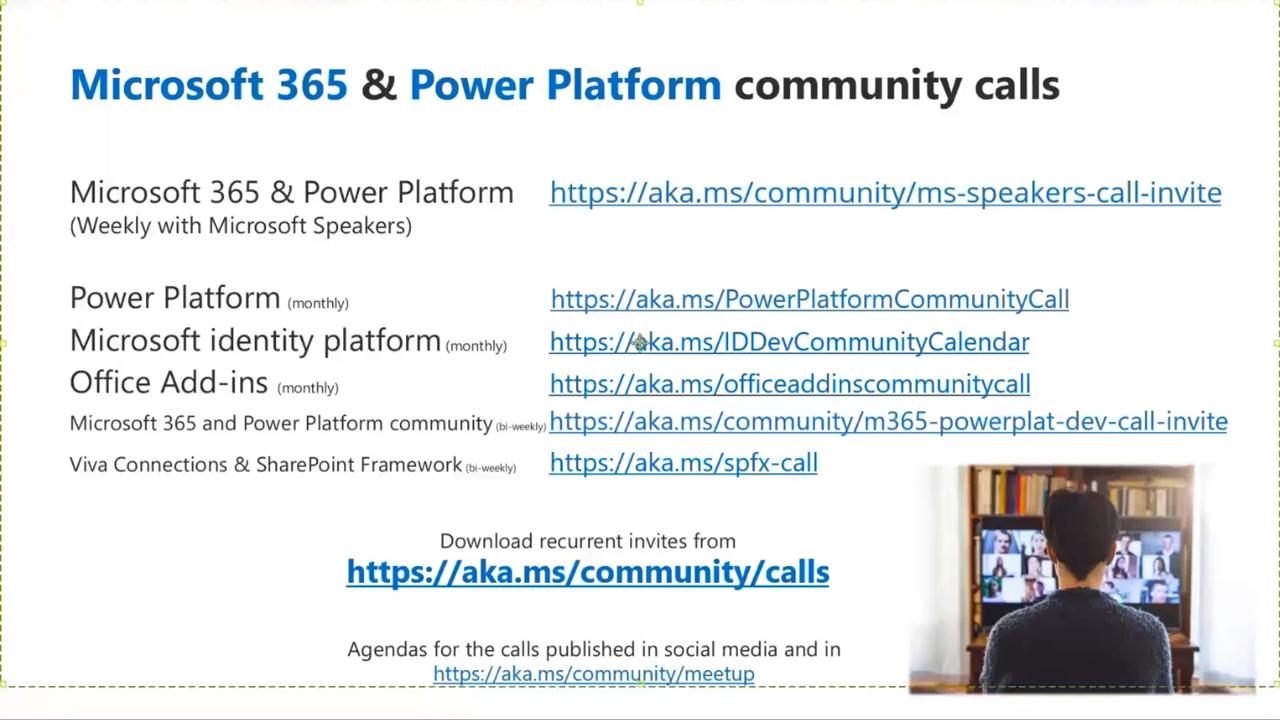 Microsoft 365 & Power Platform community calls
Microsoft 365 & Power Platform https://aka.ms/community/ms-speakers-call-invite
(Weekly with Microsoft Speakers)
Power Platform (monthly) https://aka.ms/PowerPlatformCommunityCall
Microsoft identity platform (monthly) https://aka.ms/IDDevCommunityCalendar
Office Add-ins (monthly) https://aka.ms/officeaddinscommunitycall
Microsoft 365 and Power Platform community (bi-weekly) https://aka.ms/community/m365-powerplat-dev-call-invite
Viva Connections & SharePoint Framework (bi-weekly) https://aka.ms/spfx-call
Download recurrent invites from
https://aka.ms/community/calls
Agendas for the calls published in social media and in
https://aka.ms/community/meetup